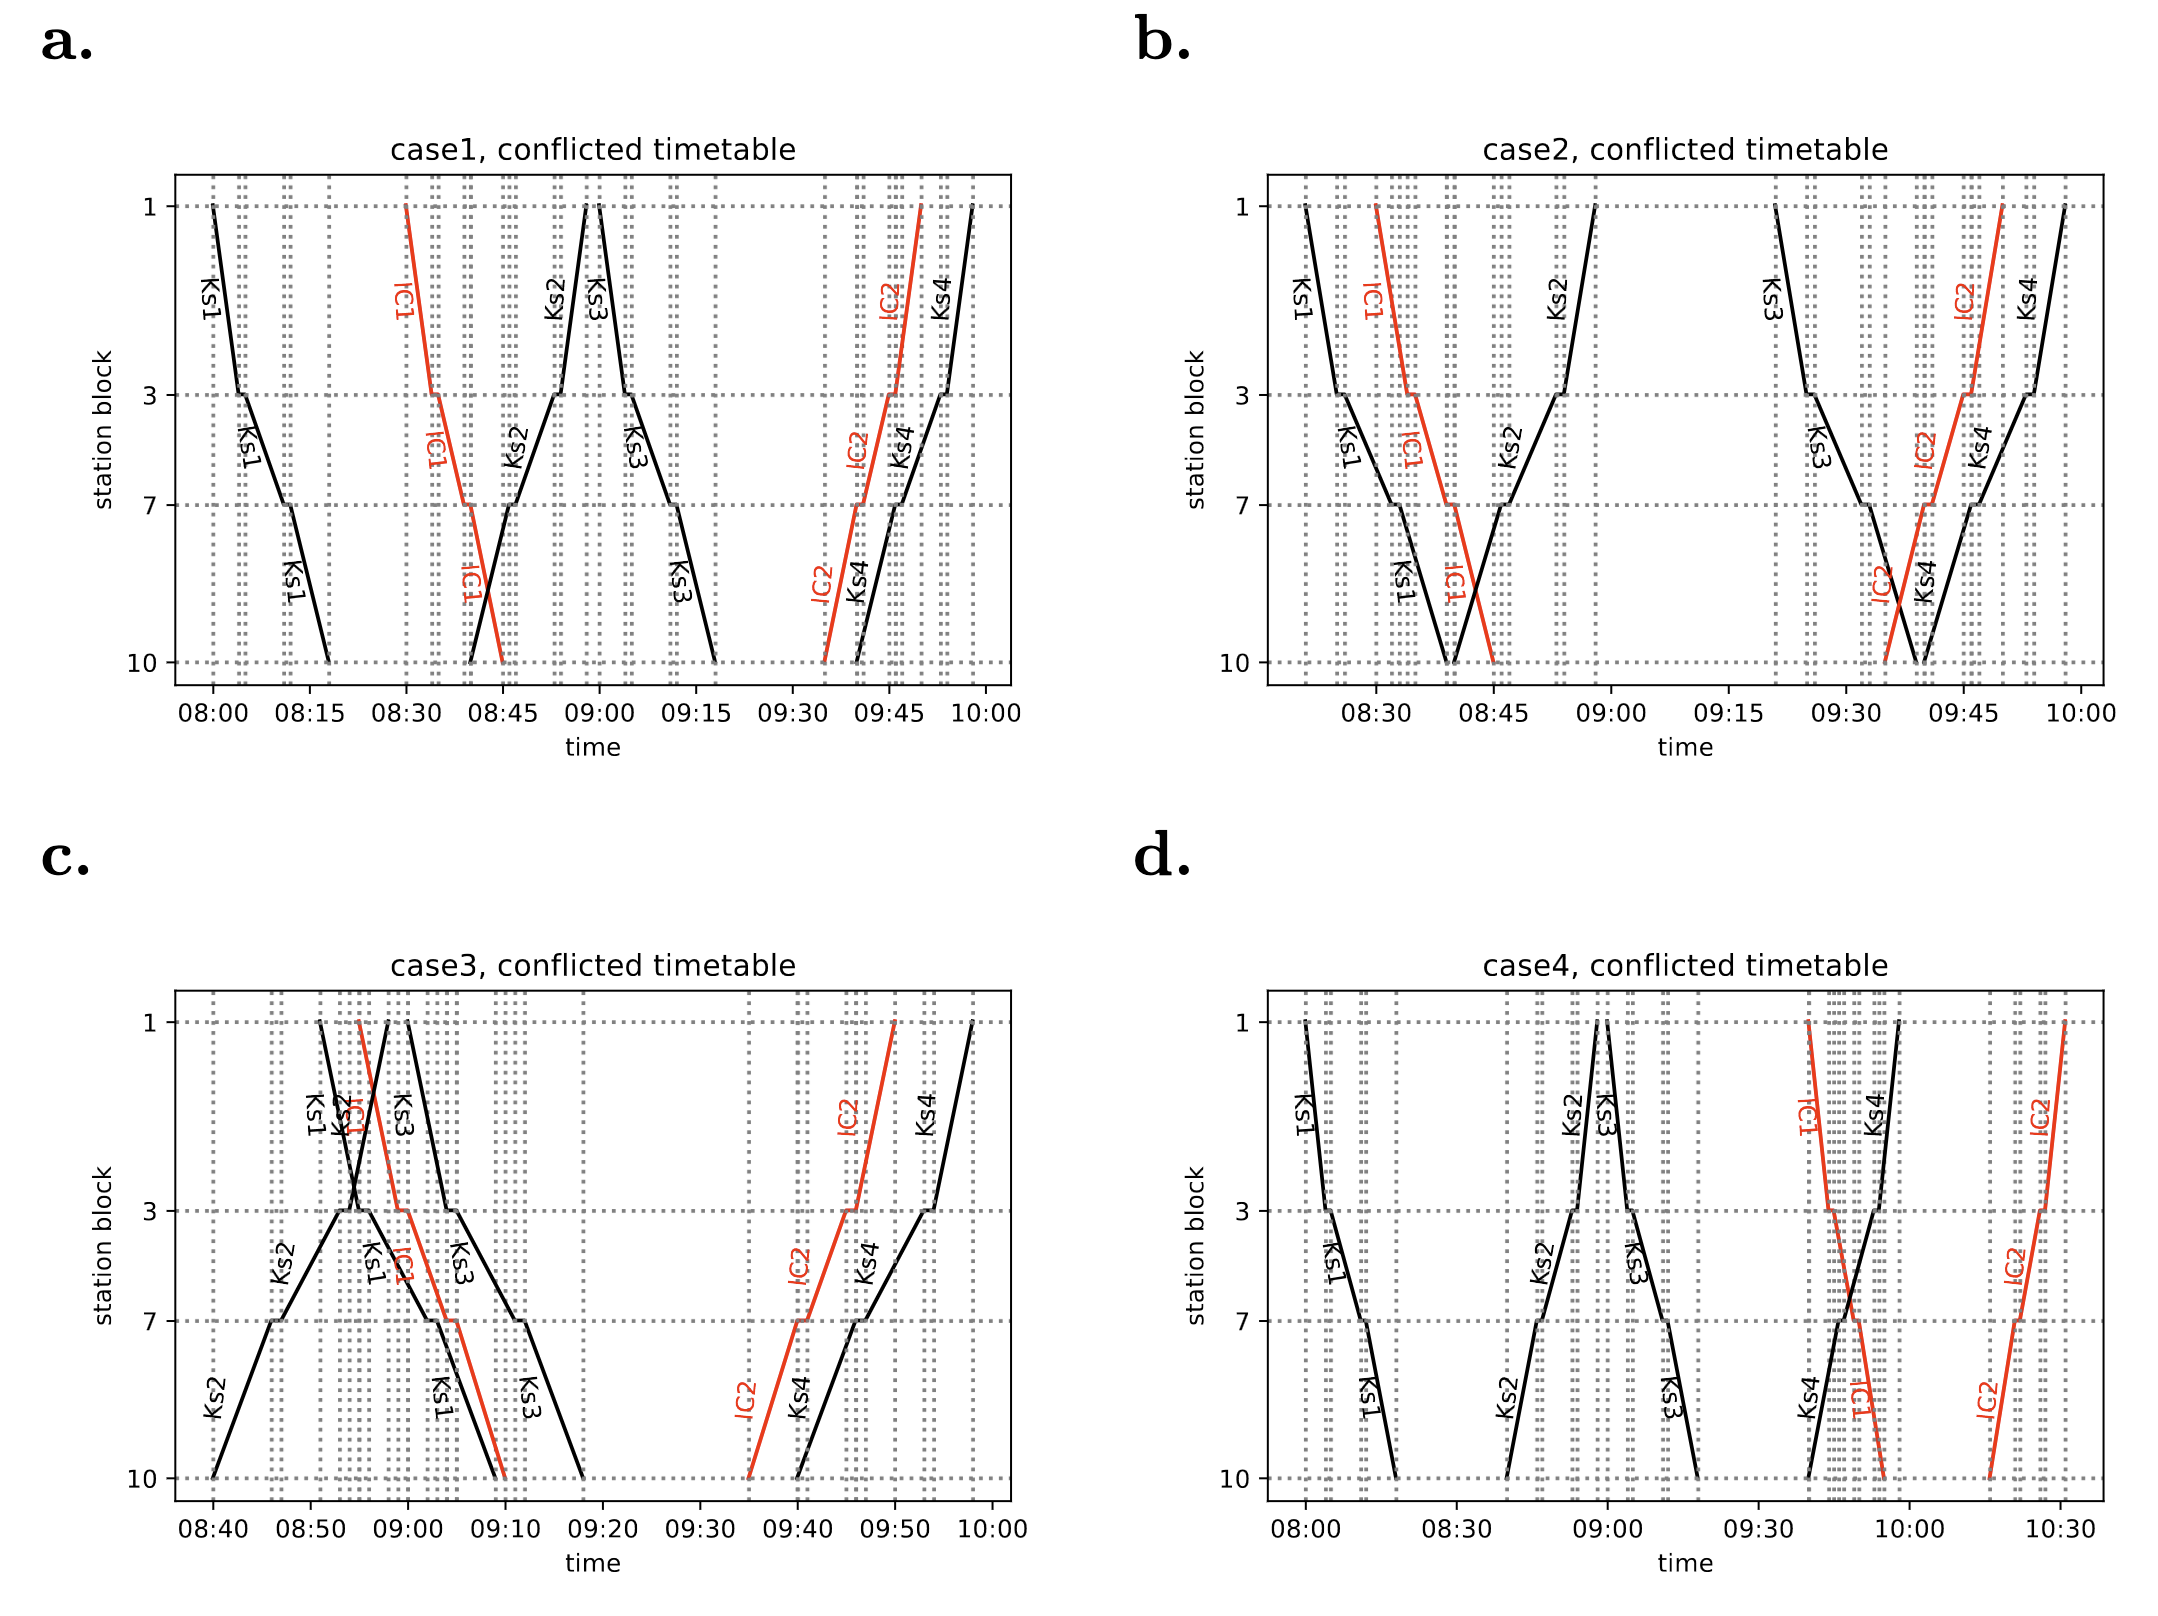 a.
case1, conflicted timetable
station block
1
3
7
10
Ks1
Ks1
Ks1
IC1
IC1
IC1
Ks2
Ks2
Ks3
Ks3
Ks3
IC2
IC2
IC2
Ks4
Ks4
Ks4
08:00 08:15 08:30 08:45 09:00 09:15 09:30 09:45 10:00
time
b.
case2, conflicted timetable
station block
1
3
7
10
Ks1
Ks1
Ks1
IC1
IC1
IC1
Ks2
Ks2
Ks3
Ks3
IC2
IC2
IC2
Ks4
Ks4
Ks4
08:30 08:45 09:00 09:15 09:30 09:45 10:00
time
c.
case3, conflicted timetable
station block
1
3
7
10
Ks1
Ks2
IC1
Ks3
IC2
Ks4
Ks2
Ks1
IC1
Ks3
IC2
Ks4
Ks2
Ks1
Ks3
IC2
Ks4
08:40 08:50 09:00 09:10 09:20 09:30 09:40 09:50 10:00
time
d.
case4, conflicted timetable
station block
1
3
7
10
Ks1
Ks2
Ks3
IC1
Ks4
IC2
Ks1
Ks2
Ks3
IC2
Ks1
Ks2
Ks3
Ks4
IC1
IC2
08:00 08:30 09:00 09:30 10:00 10:30
time